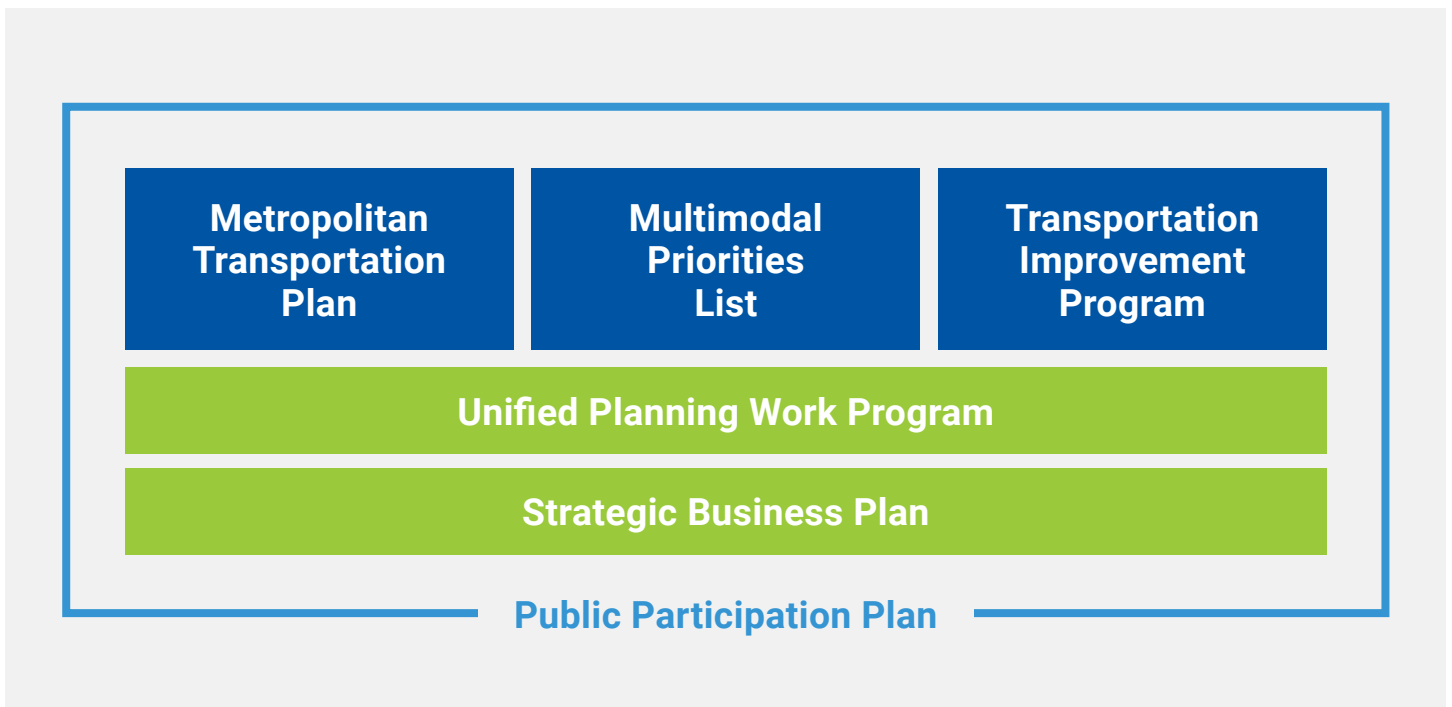 Metropolitan
Transportation
Plan
Multimodal
Priorities
List
Transportation
Improvement
Program
Unified Planning Work Program
Strategic Business Plan
Public Participation Plan